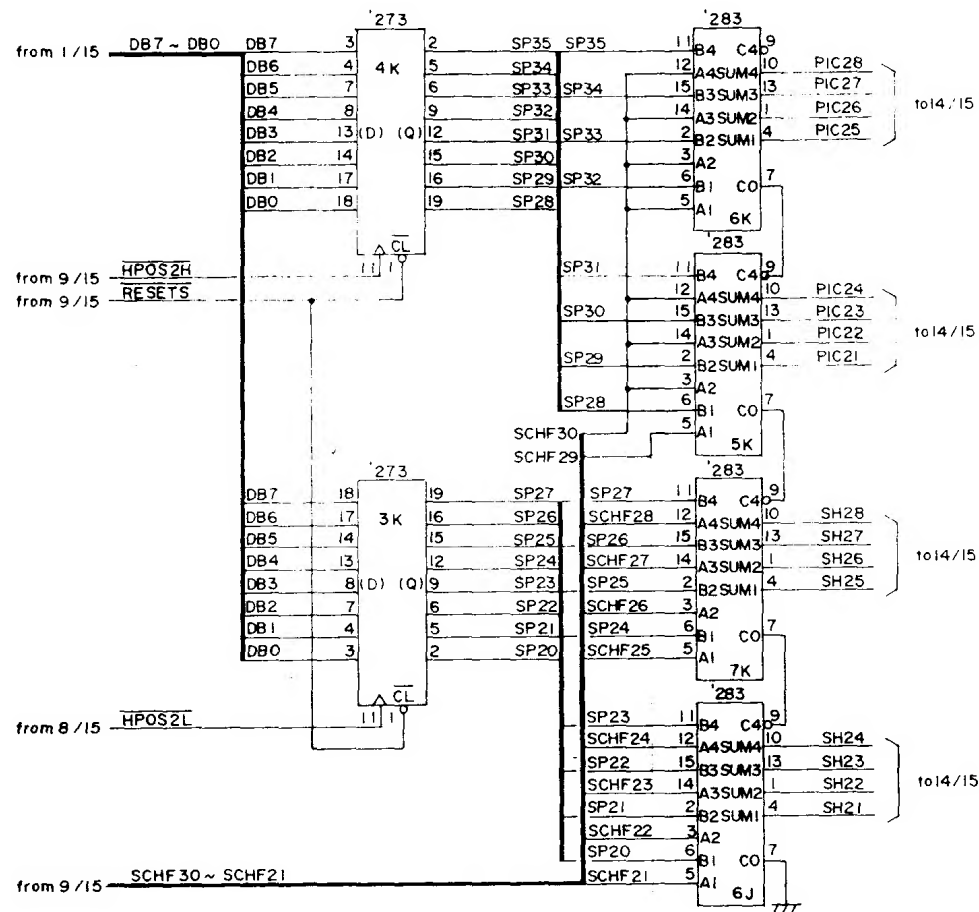 '273 '283
from 1/15 DB7 ~ DB0 DB7 3 2 SP35 SP35 11 B4 C4 9
DB6 4 4K 5 SP34 12 A4 SUM4 10 PIC28
DB5 7 6 SP33 SP34 15 B3 SUM3 13 PIC27
DB4 8 9 SP32 14 A3 SUM2 1 PIC26 to14/15
DB3 13 (D) (Q) 12 SP31 SP33 2 B2 SUM1 4 PIC25
DB2 14 15 SP30 3 A2
DB1 17 16 SP29 SP32 6 B1 C0 7
DB0 18 19 SP28 5 A1
6K
CL '283
from 9/15 HPOS2H 11 1 SP31 11 B4 C4 9
from 9/15 RESETS 12 A4 SUM4 10 PIC24
SP30 15 B3 SUM3 13 PIC23
14 A3 SUM2 1 PIC22 to14/15
SP29 2 B2 SUM1 4 PIC21
3 A2
SP28 6 B1 C0 7
SCHF30 5 A1
SCHF29 5K
'273 '283
DB7 18 19 SP27 SP27 11 B4 C4 9
DB6 17 3K 16 SP26 SCHF28 12 A4 SUM4 10 SH28
DB5 14 15 SP25 SP26 15 B3 SUM3 13 SH27
DB4 13 12 SP24 SCHF27 14 A3 SUM2 1 SH26 to14/15
DB3 8 (D) (Q) 9 SP23 SP25 2 B2 SUM1 4 SH25
DB2 7 6 SP22 SCHF26 3 A2
DB1 4 5 SP21 SP24 6 B1 C0 7
DB0 3 2 SP20 SCHF25 5 A1
7K
CL '283
from 8/15 HPOS2L 11 1 SP23 11 B4 C4 9
SCHF24 12 A4 SUM4 10 SH24
SP22 15 B3 SUM3 13 SH23
SCHF23 14 A3 SUM2 1 SH22 to14/15
SP21 2 B2 SUM1 4 SH21
SCHF22 3 A2
SP20 6 B1 C0 7
from 9/15 SCHF30 ~ SCHF21 SCHF21 5 A1
6J